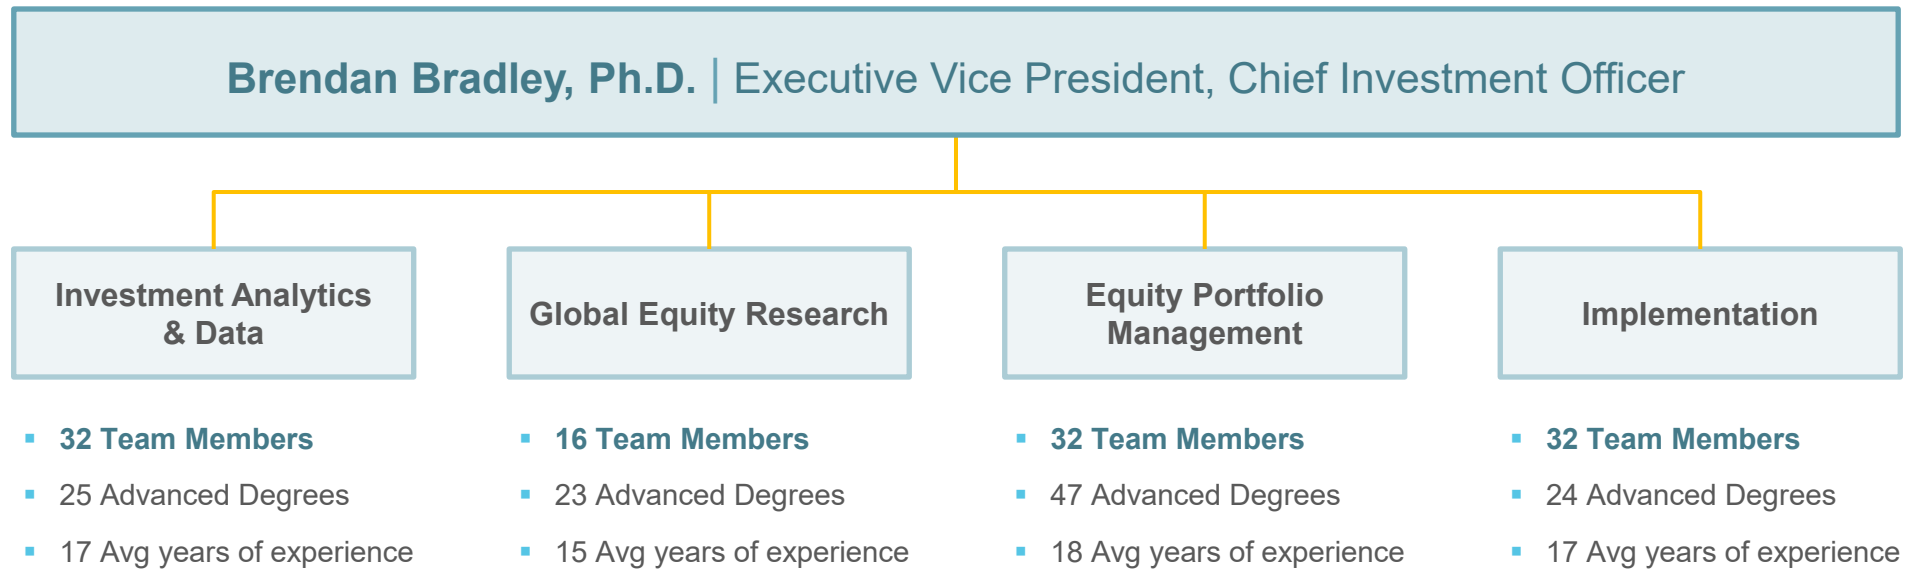 Brendan Bradley, Ph.D. | Executive Vice President, Chief Investment Officer
Investment Analytics
& Data
▪ 32 Team Members
▪ 25 Advanced Degrees
▪ 17 Avg years of experience
Global Equity Research
▪ 16 Team Members
▪ 23 Advanced Degrees
▪ 15 Avg years of experience
Equity Portfolio
Management
▪ 32 Team Members
▪ 47 Advanced Degrees
▪ 18 Avg years of experience
Implementation
▪ 32 Team Members
▪ 24 Advanced Degrees
▪ 17 Avg years of experience